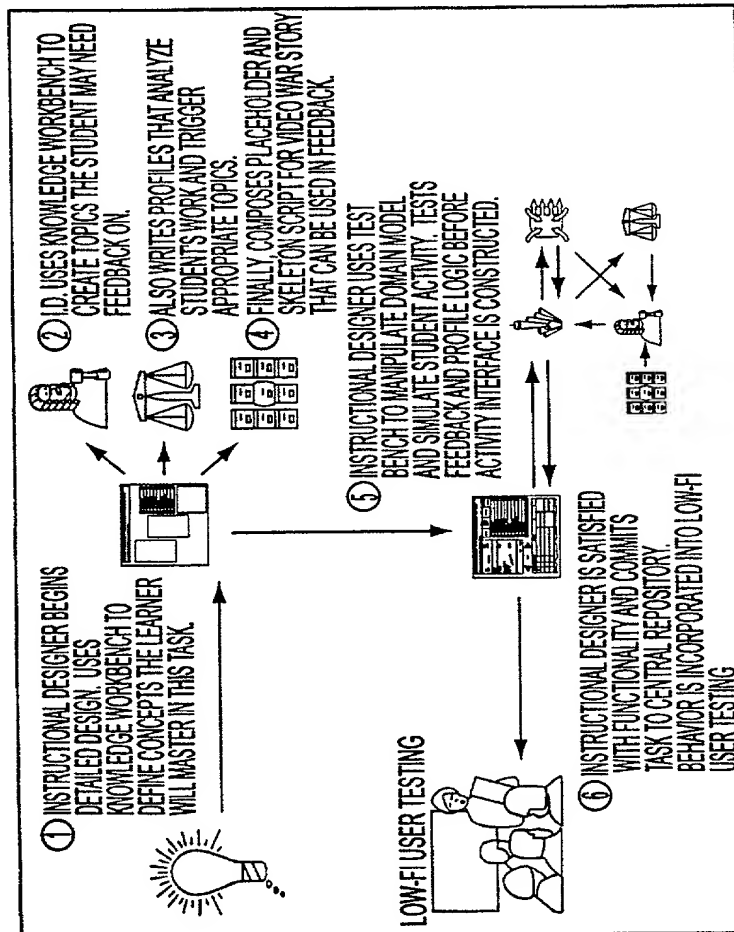 ① INSTRUCTIONAL DESIGNER BEGINS
DETAILED DESIGN. USES
KNOWLEDGE WORKBENCH TO
DEFINE CONCEPTS THE LEARNER
WILL MASTER IN THIS TASK.
② I.D. USES KNOWLEDGE WORKBENCH TO
CREATE TOPICS THE STUDENT MAY NEED
FEEDBACK ON.
③ ALSO WRITES PROFILES THAT ANALYZE
STUDENT'S WORK AND TRIGGER
APPROPRIATE TOPICS.
④ FINALLY, COMPOSES PLACEHOLDER AND
SKELETON SCRIPT FOR VIDEO WAR STORY
THAT CAN BE USED IN FEEDBACK.
⑤ INSTRUCTIONAL DESIGNER USES TEST
BENCH TO MANIPULATE DOMAIN MODEL
AND SIMULATE STUDENT ACTIVITY. TESTS
FEEDBACK AND PROFILE LOGIC BEFORE
ACTIVITY INTERFACE IS CONSTRUCTED.
LOW-FI USER TESTING
⑥ INSTRUCTIONAL DESIGNER IS SATISFIED
WITH FUNCTIONALITY AND COMMITS
TASK TO CENTRAL REPOSITORY.
BEHAVIOR IS INCORPORATED INTO LOW-FI
USER TESTING